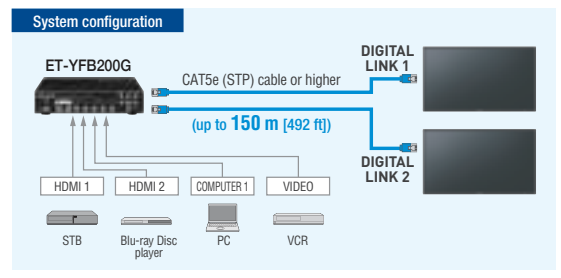 System configuration
ET-YFB200G
DIGITAL
LINK 1
CAT5e (STP) cable or higher
(up to 150 m [492 ft])
DIGITAL
LINK 2
HDMI 1
HDMI 2
COMPUTER 1
VIDEO
STB
Blu-ray Disc
player
PC
VCR